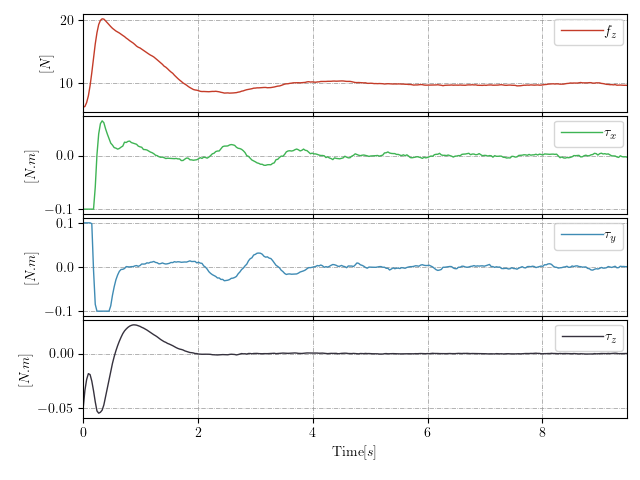 20
10
[N]
f_z
0.0
−0.1
[N.m]
τ_x
0.1
0.0
−0.1
[N.m]
τ_y
0.00
−0.05
[N.m]
τ_z
0 2 4 6 8
Time[s]